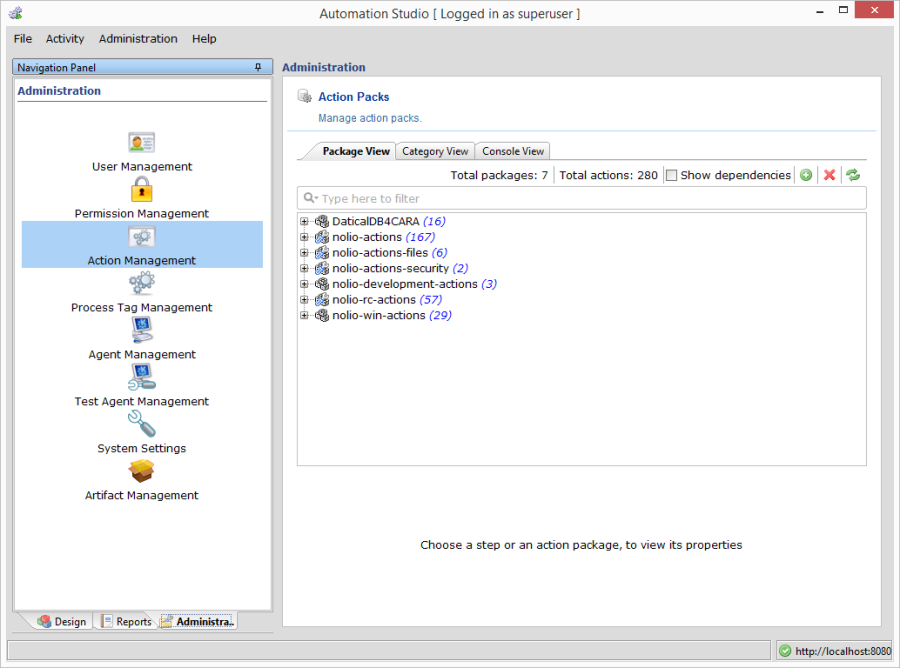 Automation Studio [ Logged in as superuser ]
File Activity Administration Help
Navigation Panel
Administration
User Management
Permission Management
Action Management
Process Tag Management
Agent Management
Test Agent Management
System Settings
Artifact Management
Design Reports Administra..
Administration
Action Packs
Manage action packs.
Package View Category View Console View
Total packages: 7 Total actions: 280 Show dependencies
Type here to filter
DaticalDB4CARA (16)
nolio-actions (167)
nolio-actions-files (6)
nolio-actions-security (2)
nolio-development-actions (3)
nolio-rc-actions (57)
nolio-win-actions (29)
Choose a step or an action package, to view its properties
http://localhost:8080